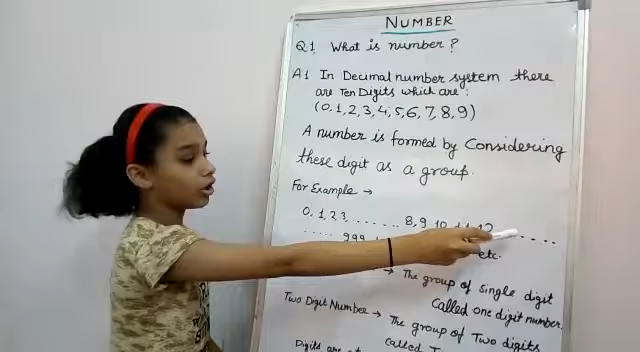 NUMBER
Q1. What is number?
A1 In Decimal number system there
are Ten Digits which are :
(0, 1, 2, 3, 4, 5, 6, 7, 8, 9)
A number is formed by Considering
these digit as a group.
For Example →
0, 1, 2, 3, ....... 8, 9, 10, 11, 12 .....
..... 999 etc.
→ The group of single digit
called one digit number.
Two Digit Number → The group of Two digits
called
Digits are